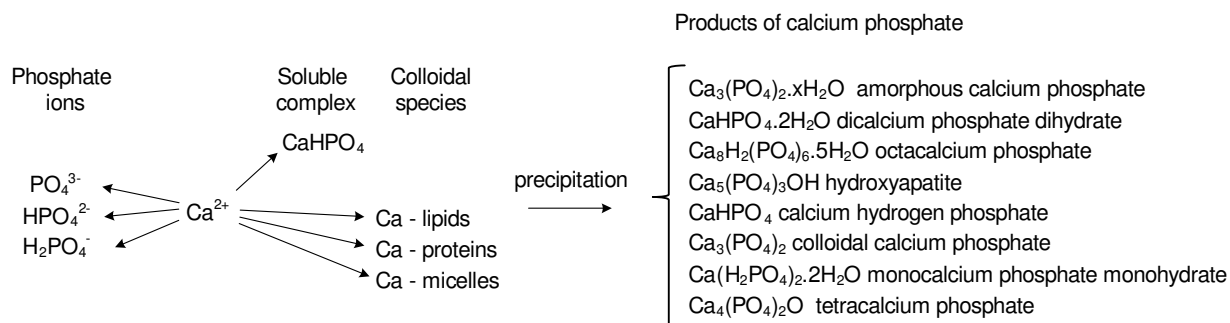 Products of calcium phosphate
Phosphate ions
Soluble complex
Colloidal species
CaHPO₄
PO₄³⁻
HPO₄²⁻
H₂PO₄⁻
Ca²⁺
Ca - lipids
Ca - proteins
Ca - micelles
precipitation
Ca₃(PO₄)₂.xH₂O amorphous calcium phosphate
CaHPO₄.2H₂O dicalcium phosphate dihydrate
Ca₈H₂(PO₄)₆.5H₂O octacalcium phosphate
Ca₅(PO₄)₃OH hydroxyapatite
CaHPO₄ calcium hydrogen phosphate
Ca₃(PO₄)₂ colloidal calcium phosphate
Ca(H₂PO₄)₂.2H₂O monocalcium phosphate monohydrate
Ca₄(PO₄)₂O tetracalcium phosphate